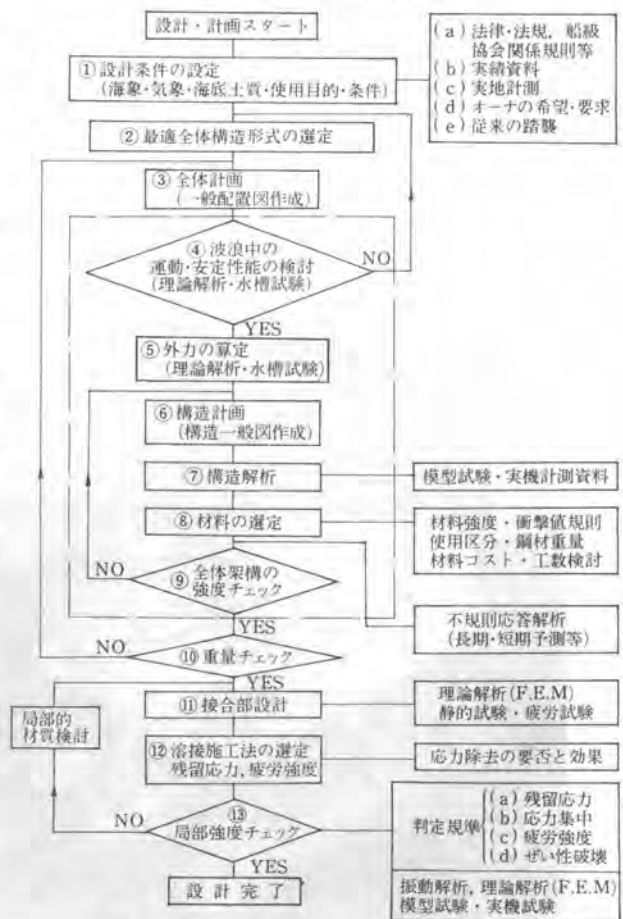 設計・計画スタート
(a) 法律・法規，船級
協会関係規則等
(b) 実績資料
(c) 実地計測
(d) オーナの希望・要求
(e) 従来の踏襲
① 設計条件の設定
(海象・気象・海底土質・使用目的・条件)
② 最適全体構造形式の選定
③ 全体計画
(一般配置図作成)
④ 波浪中の
運動・安定性能の検討
(理論解析・水槽試験)
NO
YES
⑤ 外力の算定
(理論解析・水槽試験)
⑥ 構造計画
(構造一般図作成)
⑦ 構造解析
模型試験・実機計測資料
⑧ 材料の選定
材料強度・衝撃値規則
使用区分・鋼材重量
材料コスト・工数検討
NO
⑨ 全体架構の
強度チェック
YES
不規則応答解析
(長期・短期予測等)
NO
⑩ 重量チェック
YES
⑪ 接合部設計
理論解析(F.E.M)
静的試験・疲労試験
局部的
材質検討
⑫ 溶接施工法の選定
残留応力，疲労強度
応力除去の要否と効果
NO
⑬
局部強度チェック
YES
判定規準
(a) 残留応力
(b) 応力集中
(c) 疲労強度
(d) ぜい性破壊
振動解析，理論解析(F.E.M)
模型試験・実機試験
設計完了